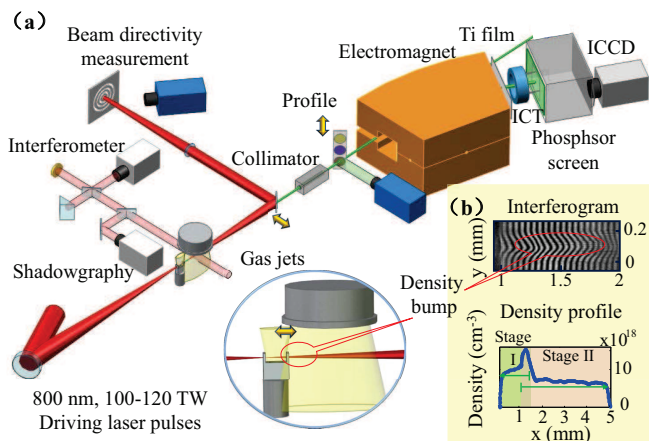 (a)
Beam directivity
measurement
Interferometer
Shadowgraphy
Gas jets
800 nm, 100-120 TW
Driving laser pulses
Collimator
Profile
Electromagnet
Ti film
ICCD
ICT
Phosphsor
screen
Density
bump
(b)
Interferogram
y (mm)
0.2
0
1 1.5 2
Density profile
Density (cm-3)
x10^18
Stage
I
Stage II
10
0
1 2 3 4 5
x (mm)